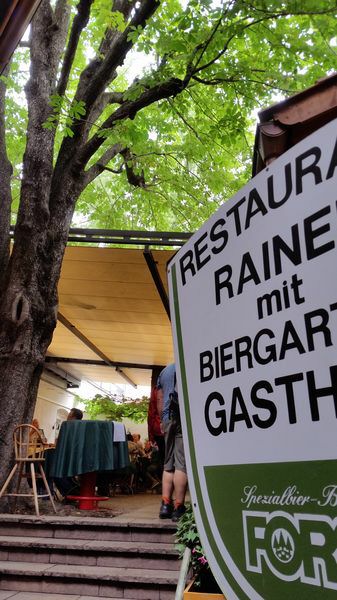 RESTAURA
RAINE
mit
BIERGART
GASTH
Spezialbier-B
FOR